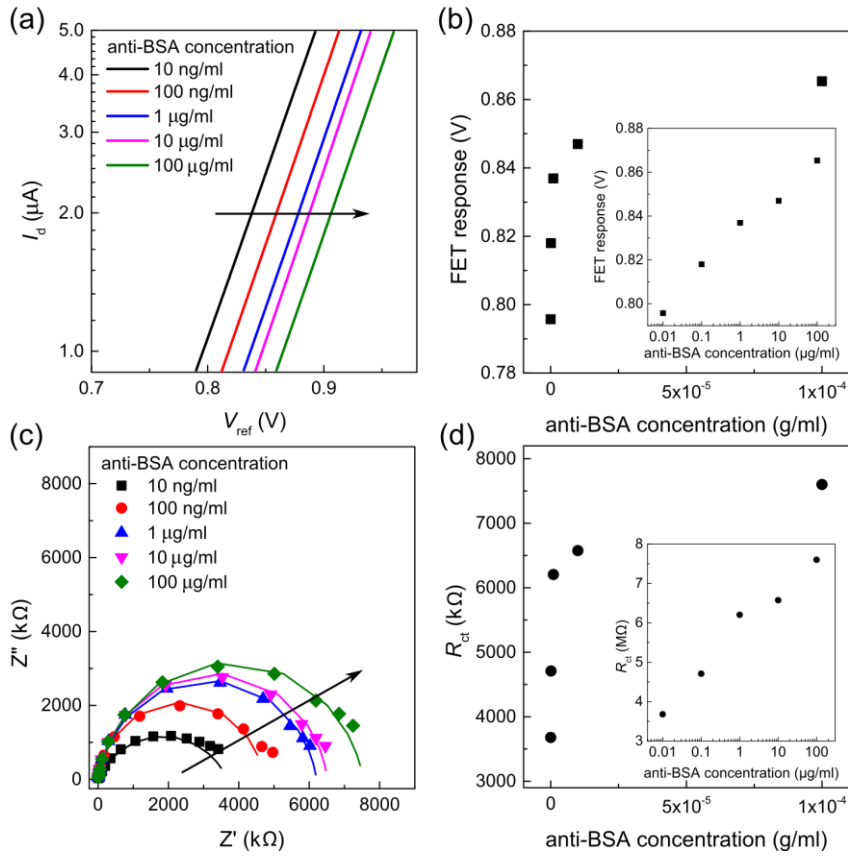 (a)
anti-BSA concentration
10 ng/ml
100 ng/ml
1 μg/ml
10 μg/ml
100 μg/ml
5.0
4.0
3.0
2.0
1.0
I_d (μA)
0.7
0.8
0.9
V_ref (V)
(b)
0.88
0.86
0.84
0.82
0.80
0.78
FET response (V)
0
5x10⁻⁵
1x10⁻⁴
anti-BSA concentration (g/ml)
0.88
0.86
0.84
0.82
0.80
FET response (V)
0.01
0.1
1
10
100
anti-BSA concentration (μg/ml)
(c)
anti-BSA concentration
10 ng/ml
100 ng/ml
1 μg/ml
10 μg/ml
100 μg/ml
8000
6000
4000
2000
0
Z'' (kΩ)
0
2000
4000
6000
8000
Z' (kΩ)
(d)
8000
7000
6000
5000
4000
3000
R_ct (kΩ)
0
5x10⁻⁵
1x10⁻⁴
anti-BSA concentration (g/ml)
8
7
6
5
4
3
R_ct (MΩ)
0.01
0.1
1
10
100
anti-BSA concentration (μg/ml)